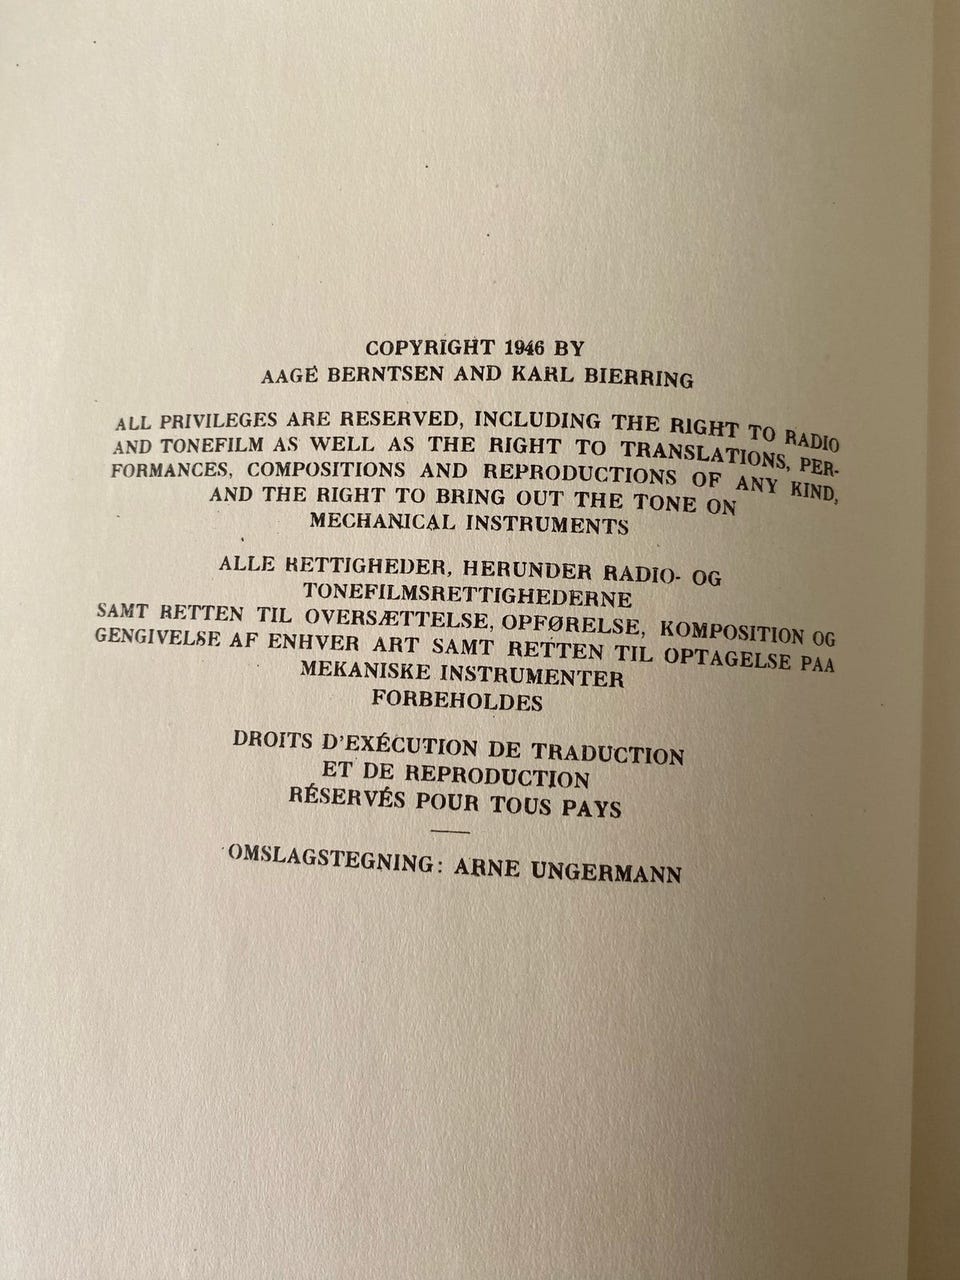 COPYRIGHT 1946 BY
AAGE BERNTSEN AND KARL BIERRING
ALL PRIVILEGES ARE RESERVED, INCLUDING THE RIGHT TO RADIO
AND TONEFILM AS WELL AS THE RIGHT TO TRANSLATIONS, PER-
FORMANCES, COMPOSITIONS AND REPRODUCTIONS OF ANY KIND,
AND THE RIGHT TO BRING OUT THE TONE ON
MECHANICAL INSTRUMENTS
ALLE RETTIGHEDER, HERUNDER RADIO- OG
TONEFILMSRETTIGHEDERNE
SAMT RETTEN TIL OVERSÆTTELSE, OPFØRELSE, KOMPOSITION OG
GENGIVELSE AF ENHVER ART SAMT RETTEN TIL OPTAGELSE PAA
MEKANISKE INSTRUMENTER
FORBEHOLDES
DROITS D'EXÉCUTION DE TRADUCTION
ET DE REPRODUCTION
RÉSERVÉS POUR TOUS PAYS
OMSLAGSTEGNING: ARNE UNGERMANN